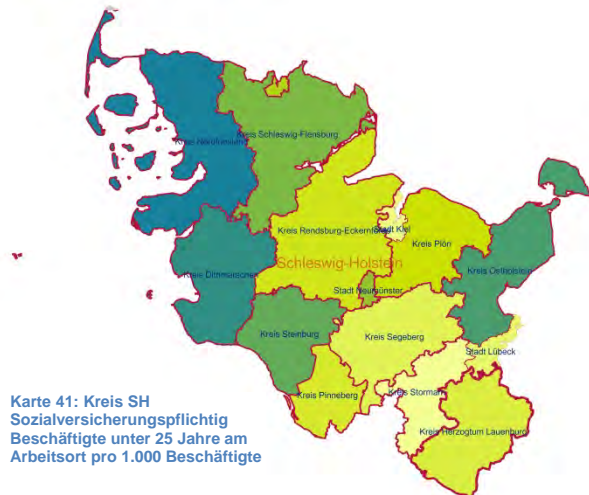 Kreis Nordfriesland
Kreis Schleswig-Flensburg
Kreis Rendsburg-Eckernförde
Stadt Kiel
Kreis Plön
Kreis Ostholstein
Schleswig-Holstein
Kreis Dithmarschen
Stadt Neumünster
Kreis Steinburg
Kreis Segeberg
Stadt Lübeck
Kreis Pinneberg
Kreis Stormarn
Kreis Herzogtum Lauenburg
Karte 41: Kreis SH
Sozialversicherungspflichtig
Beschäftigte unter 25 Jahre am
Arbeitsort pro 1.000 Beschäftigte